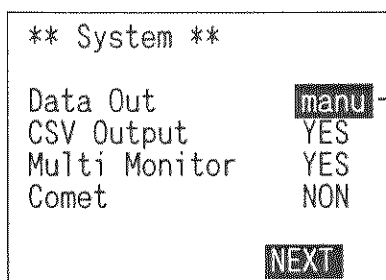 ** System **
Data Out manu
CSV Output YES
Multi Monitor YES
Comet NON
NEXT